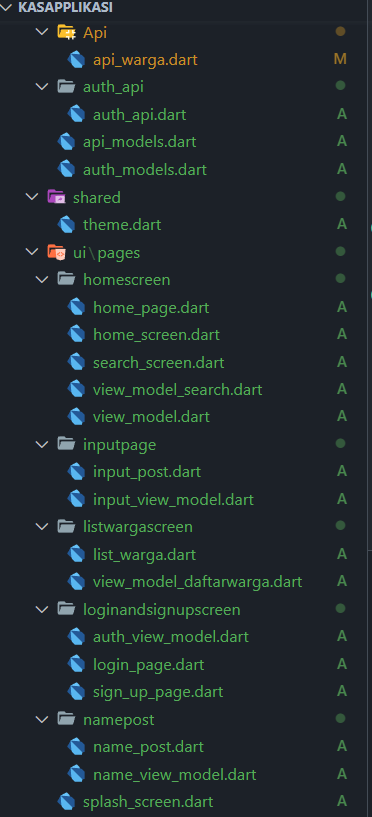 KASAPPLIKASI
Api
api_warga.dart M
auth_api
auth_api.dart A
api_models.dart A
auth_models.dart A
shared
theme.dart A
ui\pages
homescreen
home_page.dart A
home_screen.dart A
search_screen.dart A
view_model_search.dart A
view_model.dart A
inputpage
input_post.dart A
input_view_model.dart A
listwargascreen
list_warga.dart A
view_model_daftarwarga.dart A
loginandsignupscreen
auth_view_model.dart A
login_page.dart A
sign_up_page.dart A
namepost
name_post.dart A
name_view_model.dart A
splash_screen.dart A